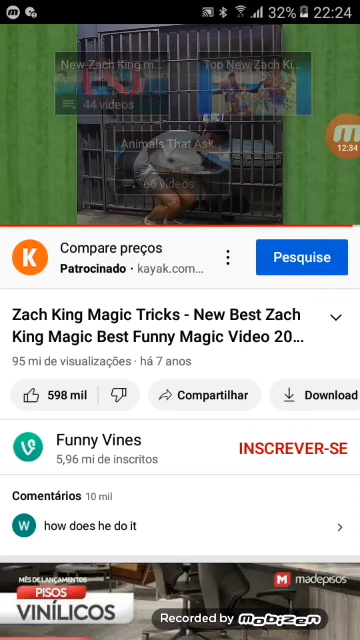 32% 22:24
New Zach King m...
Top New Zach Ki...
44 vídeos
Animals That Ask...
66 vídeos
12:34
K
Compare preços
Patrocinado · kayak.com...
Pesquise
Zach King Magic Tricks - New Best Zach
King Magic Best Funny Magic Video 20...
95 mi de visualizações · há 7 anos
598 mil
Compartilhar
Download
Funny Vines
5,96 mi de inscritos
INSCREVER-SE
Comentários 10 mil
W how does he do it
MÊS DE LANÇAMENTOS
PISOS
VINÍLICOS
madepisos
Recorded by mobizen